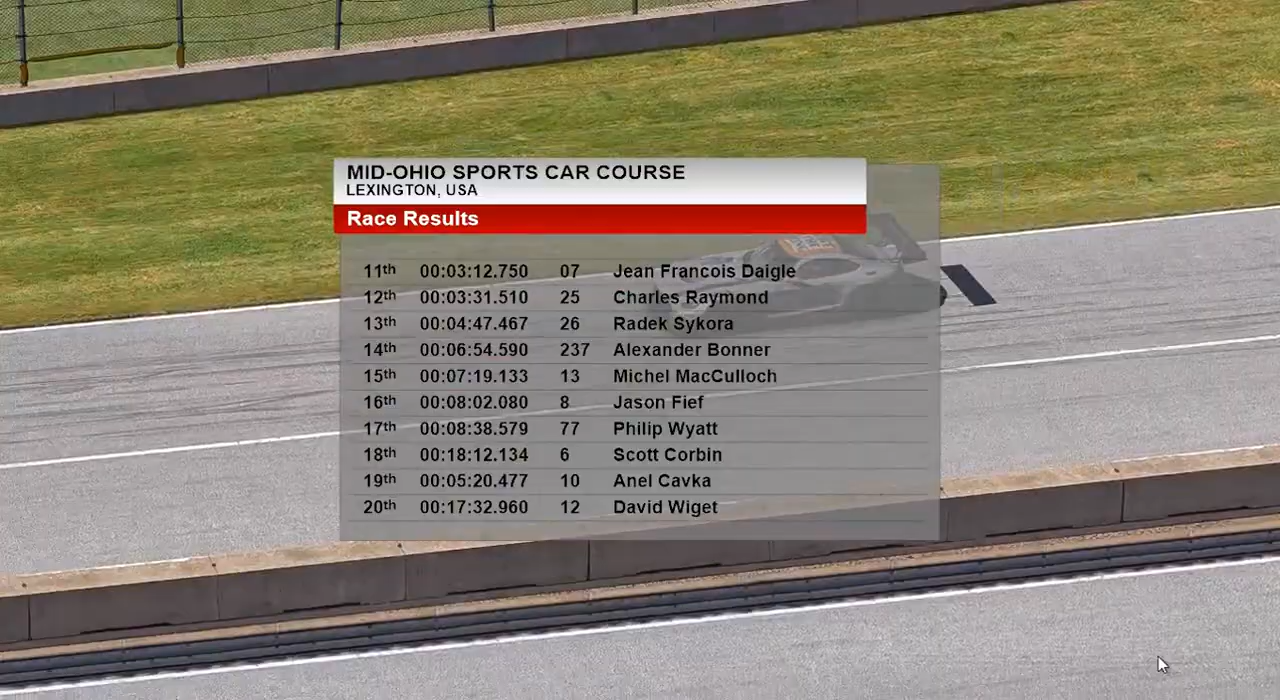 MID-OHIO SPORTS CAR COURSE
LEXINGTON, USA
Race Results
11th 00:03:12.750 07 Jean Francois Daigle
12th 00:03:31.510 25 Charles Raymond
13th 00:04:47.467 26 Radek Sykora
14th 00:06:54.590 237 Alexander Bonner
15th 00:07:19.133 13 Michel MacCulloch
16th 00:08:02.080 8 Jason Fief
17th 00:08:38.579 77 Philip Wyatt
18th 00:18:12.134 6 Scott Corbin
19th 00:05:20.477 10 Anel Cavka
20th 00:17:32.960 12 David Wiget